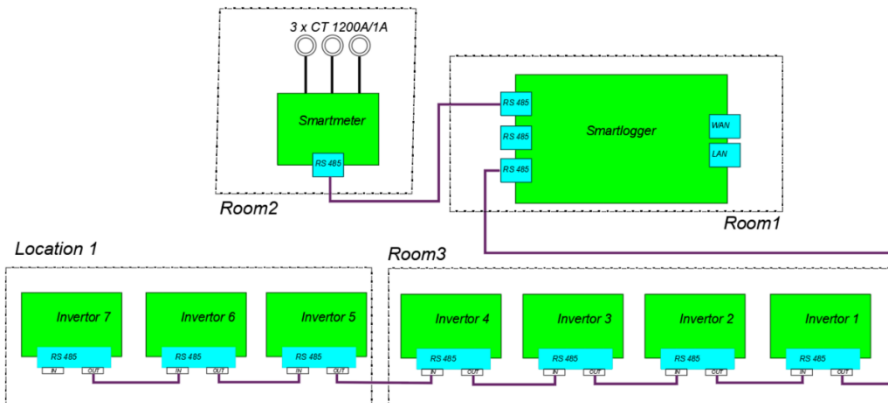 3 x CT 1200A/1A
Smartmeter
RS 485
Room2
RS 485
RS 485
RS 485
Smartlogger
WAN
LAN
Room1
Location 1
Invertor 7
RS 485
IN
OUT
Invertor 6
RS 485
IN
OUT
Invertor 5
RS 485
IN
OUT
Room3
Invertor 4
RS 485
IN
OUT
Invertor 3
RS 485
IN
OUT
Invertor 2
RS 485
IN
OUT
Invertor 1
RS 485
IN
OUT